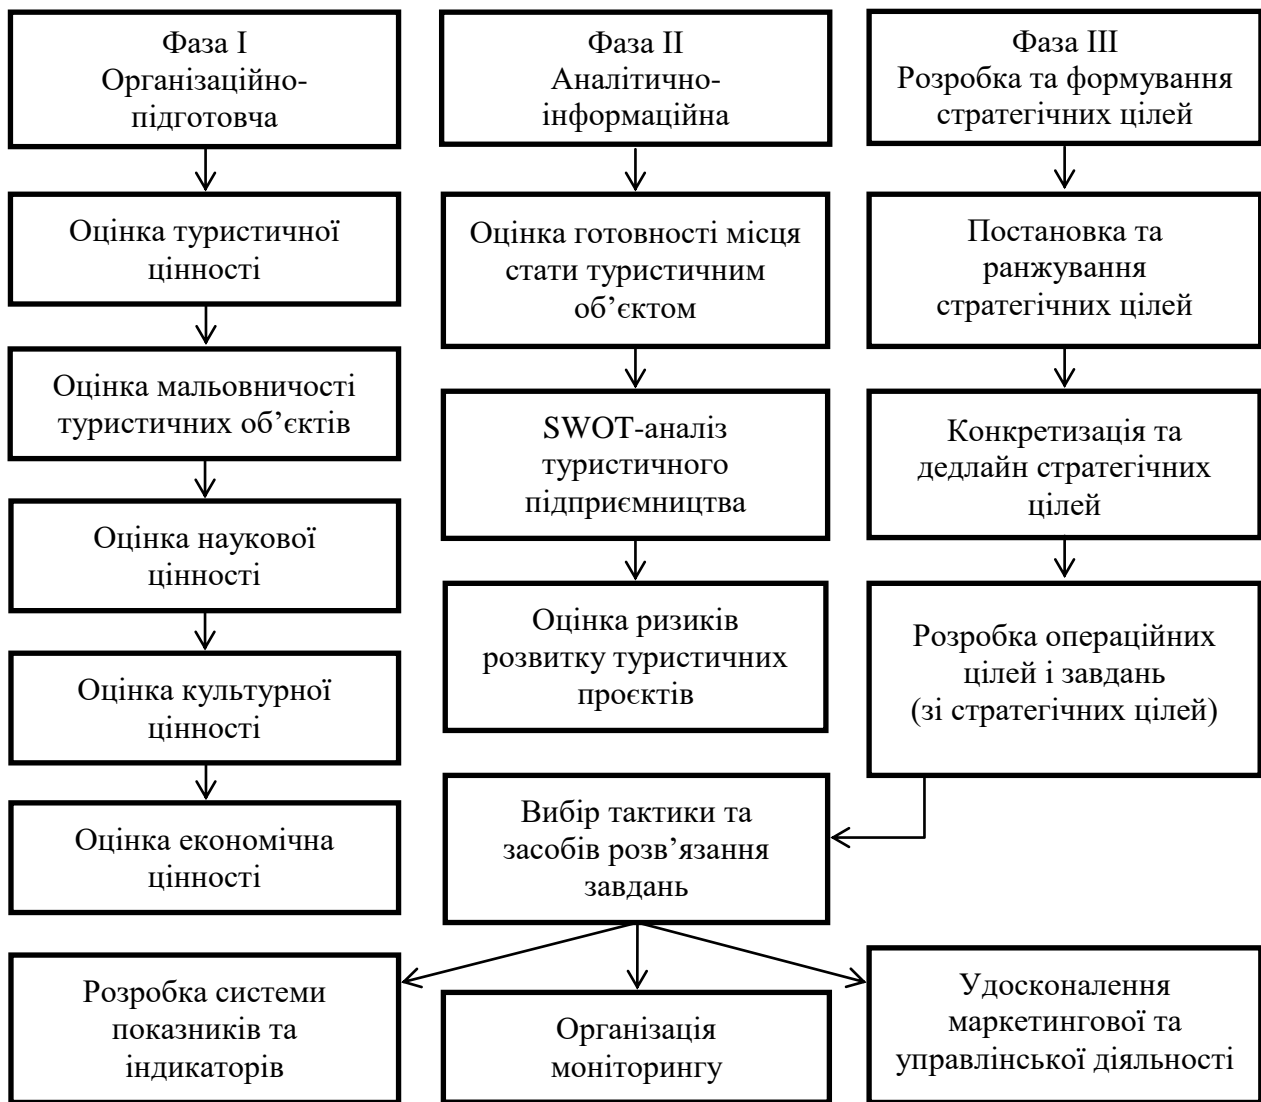 Фаза I
Організаційно-
підготовча
Оцінка туристичної
цінності
Оцінка мальовничості
туристичних об’єктів
Оцінка наукової
цінності
Оцінка культурної
цінності
Оцінка економічна
цінності
Фаза II
Аналітично-
інформаційна
Оцінка готовності місця
стати туристичним
об’єктом
SWOT-аналіз
туристичного
підприємництва
Оцінка ризиків
розвитку туристичних
проєктів
Фаза III
Розробка та формування
стратегічних цілей
Постановка та
ранжування
стратегічних цілей
Конкретизація та
дедлайн стратегічних
цілей
Розробка операційних
цілей і завдань
(зі стратегічних цілей)
Вибір тактики та
засобів розв’язання
завдань
Розробка системи
показників та
індикаторів
Організація
моніторингу
Удосконалення
маркетингової та
управлінської діяльності